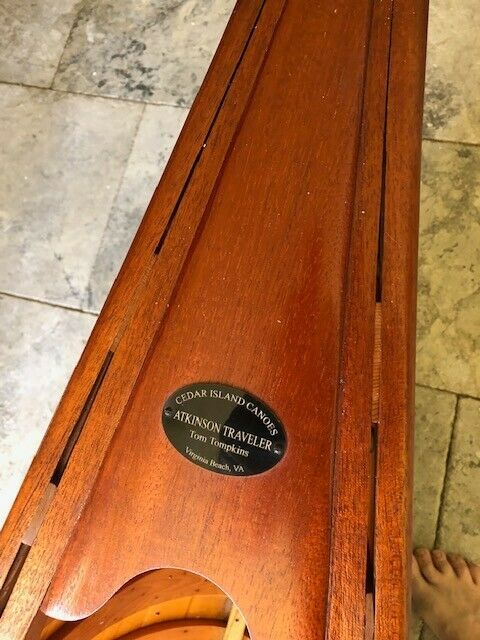 CEDAR ISLAND CANOES
ATKINSON TRAVELER
Tom Tompkins
Virginia Beach, VA